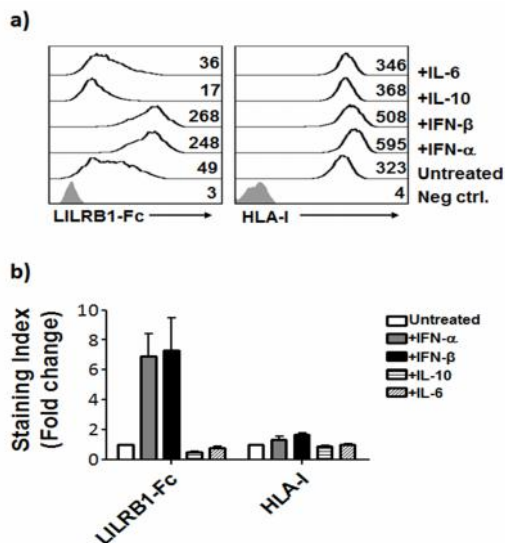 a)
36 346 +IL-6
17 368 +IL-10
268 508 +IFN-β
248 595 +IFN-α
49 323 Untreated
3 4 Neg ctrl.
LILRB1-Fc HLA-I
b)
Staining Index
(Fold change)
10
8
6
4
2
0
LILRB1-Fc
HLA-I
Untreated
+IFN-α
+IFN-β
+IL-10
+IL-6